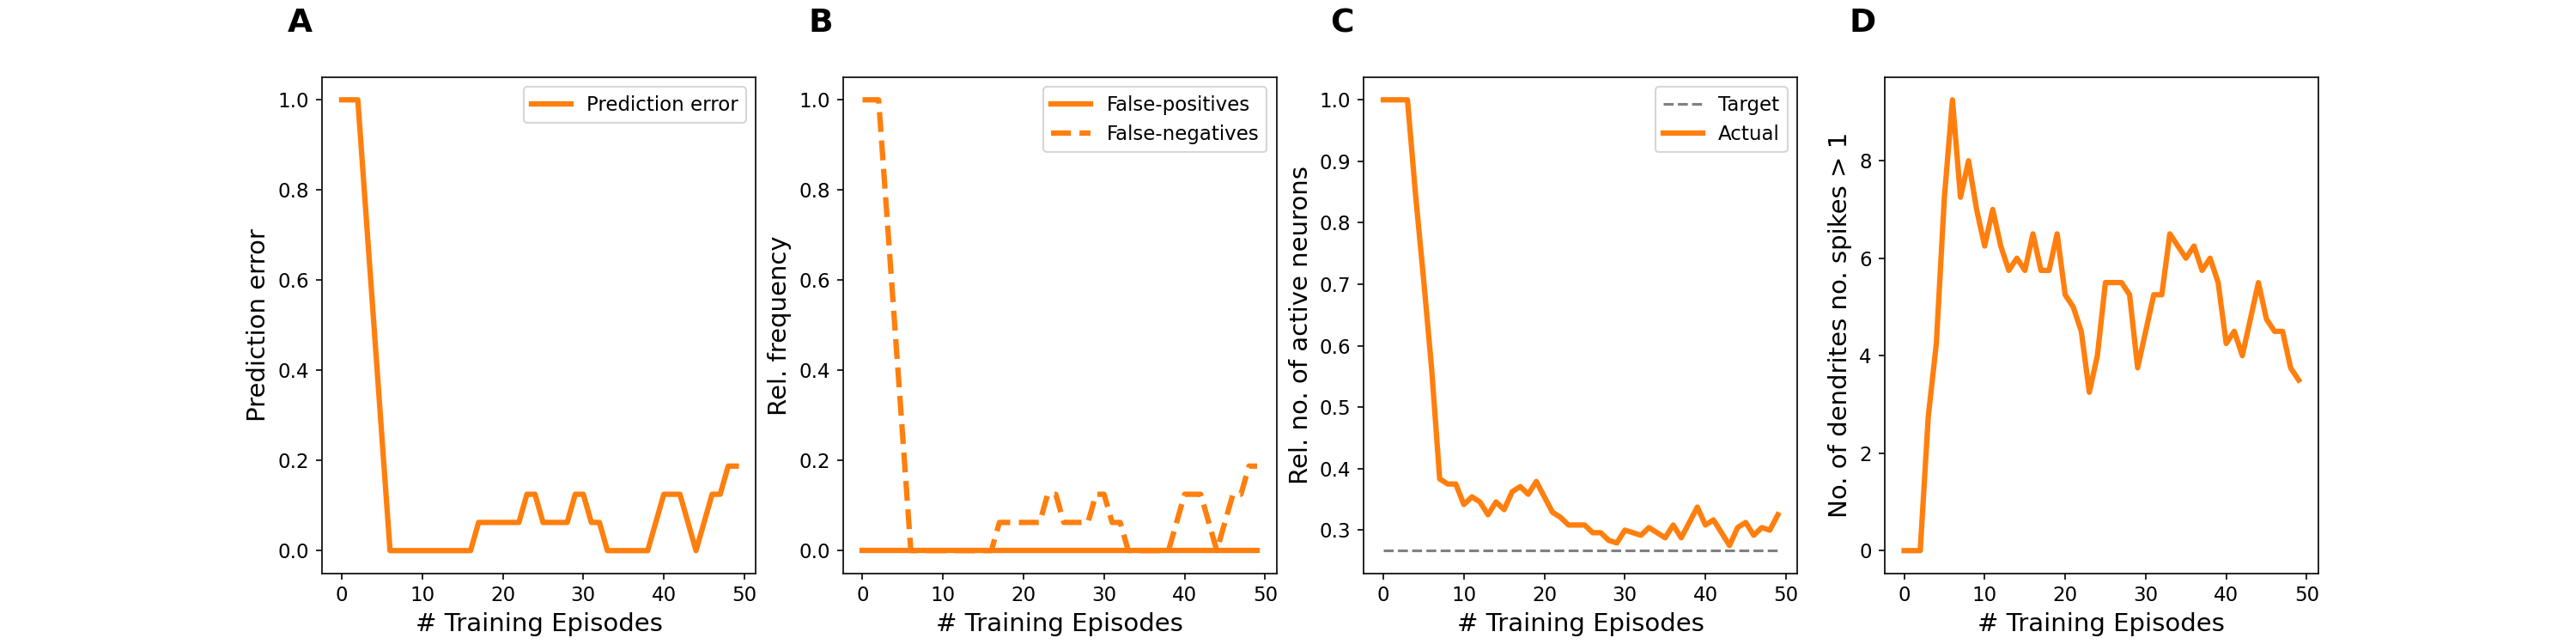 A
Prediction error
1.0
0.8
0.6
0.4
0.2
0.0
Prediction error
0 10 20 30 40 50
# Training Episodes
B
Rel. frequency
1.0
0.8
0.6
0.4
0.2
0.0
False-positives
False-negatives
0 10 20 30 40 50
# Training Episodes
C
Rel. no. of active neurons
1.0
0.9
0.8
0.7
0.6
0.5
0.4
0.3
Target
Actual
0 10 20 30 40 50
# Training Episodes
D
No. of dendrites no. spikes > 1
8
6
4
2
0
0 10 20 30 40 50
# Training Episodes